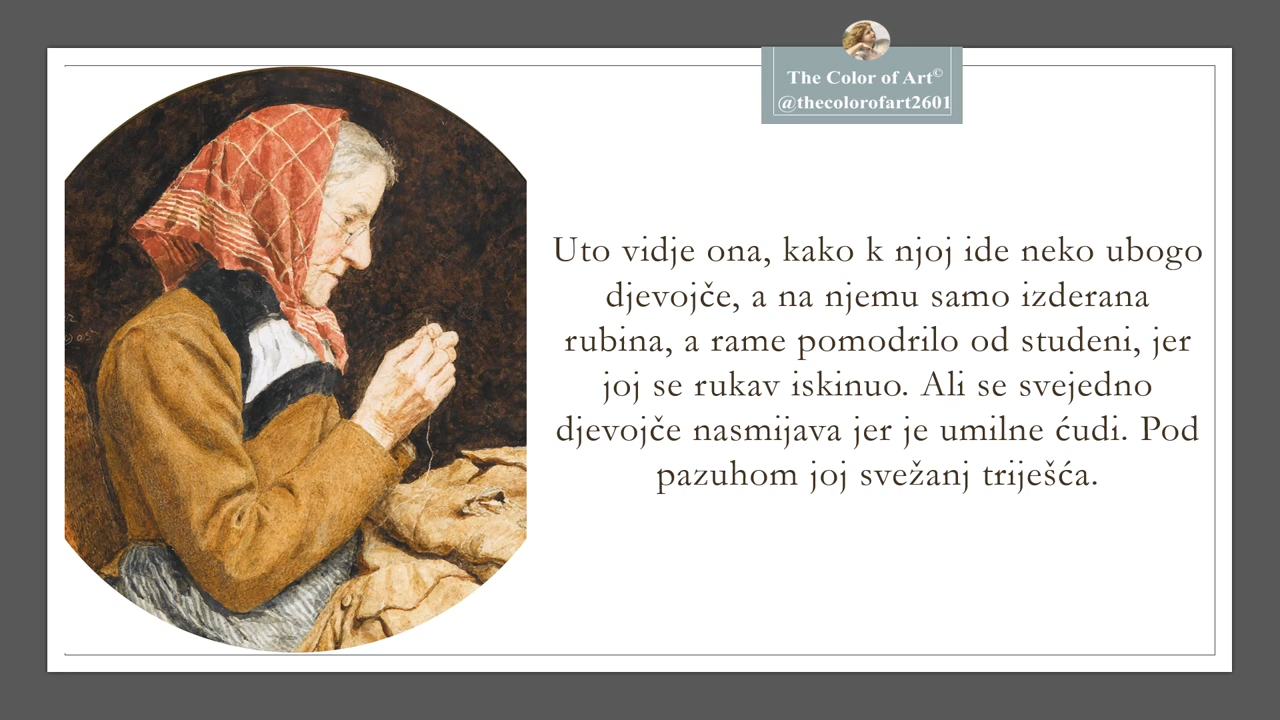 The Color of Art©
@thecolorofart2601
Uto vidje ona, kako k njoj ide neko ubogo
djevojče, a na njemu samo izderana
rubina, a rame pomodrilo od studeni, jer
joj se rukav iskinuo. Ali se svejedno
djevojče nasmijava jer je umilne ćudi. Pod
pazuhom joj svežanj triješća.